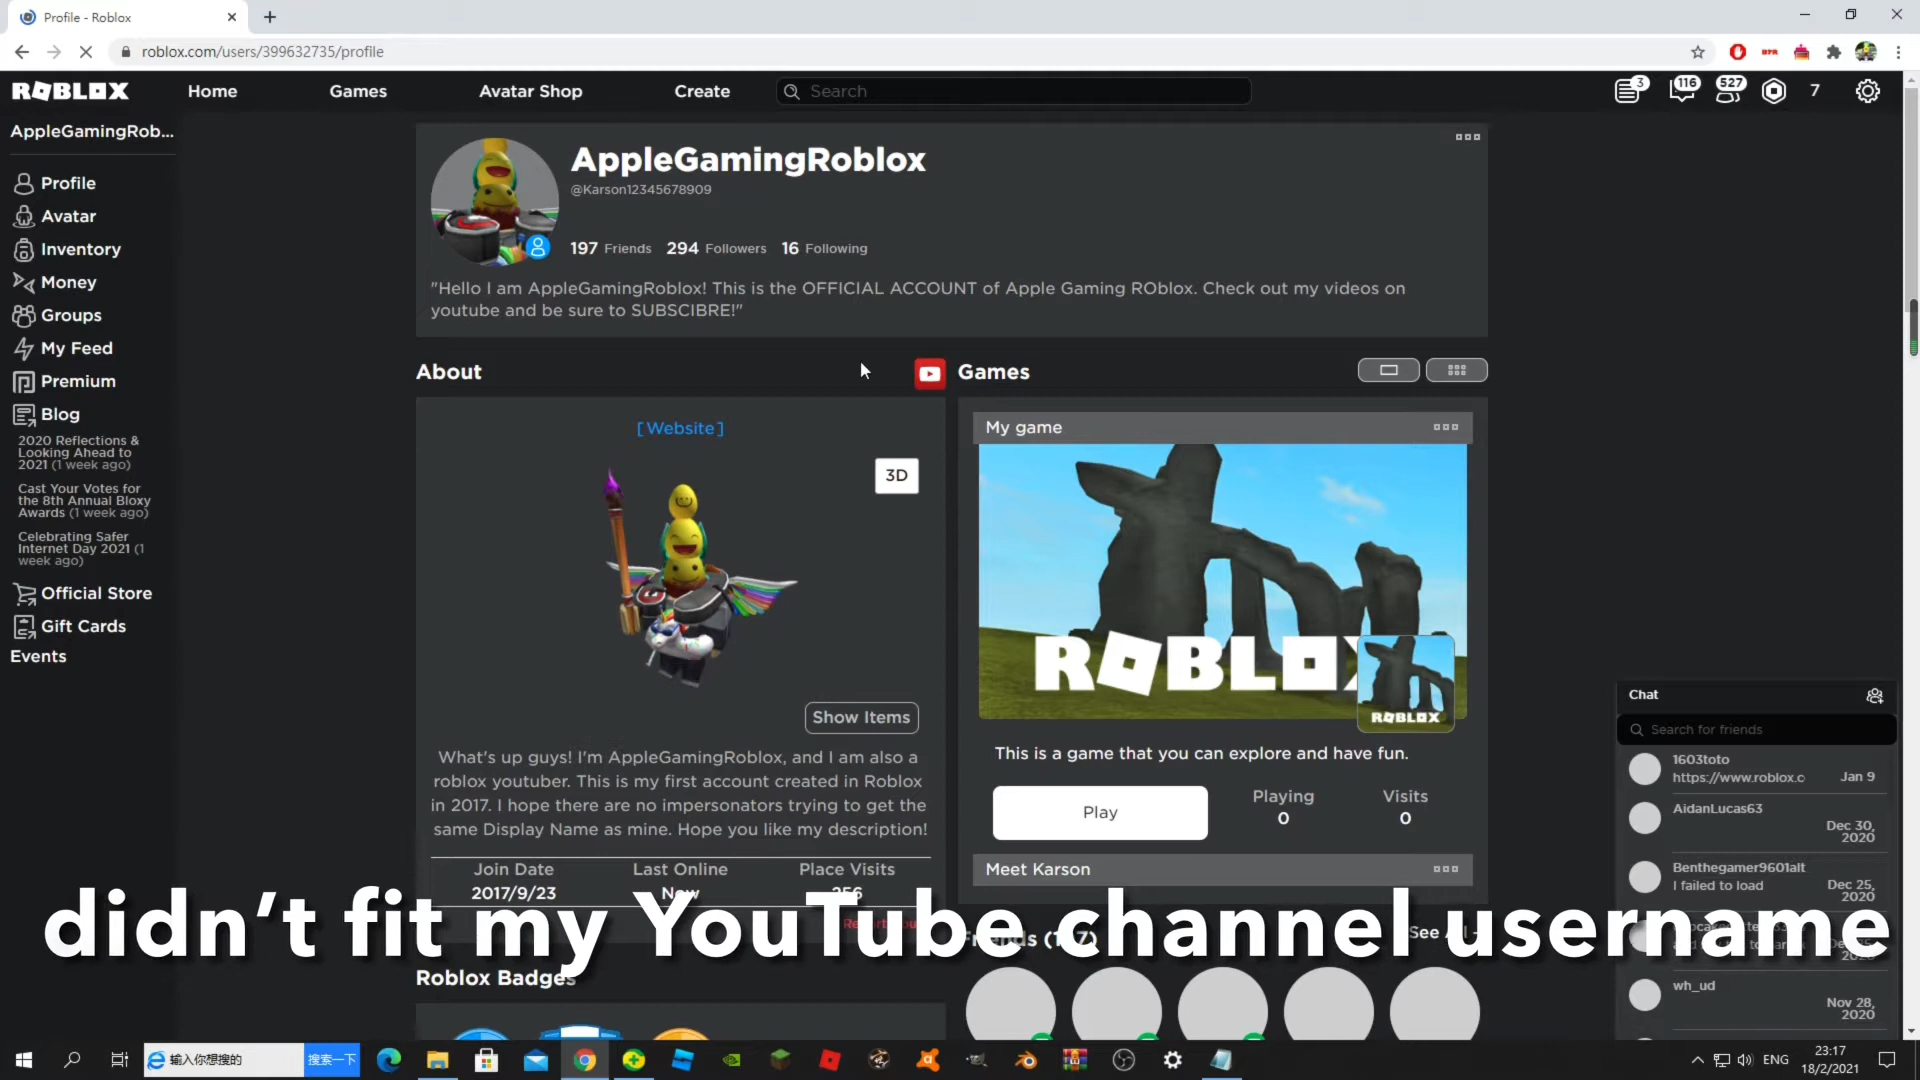 Profile - Roblox
roblox.com/users/399632735/profile
ROBLOX
Home
Games
Avatar Shop
Create
Search
3
116
527
7
AppleGamingRob...
Profile
Avatar
Inventory
Money
Groups
My Feed
Premium
Blog
2020 Reflections &
Looking Ahead to
2021 (1 week ago)
Cast Your Votes for
the 8th Annual Bloxy
Awards (1 week ago)
Celebrating Safer
Internet Day 2021 (1
week ago)
Official Store
Gift Cards
Events
AppleGamingRoblox
@Karson12345678909
197 Friends 294 Followers 16 Following
"Hello I am AppleGamingRoblox! This is the OFFICIAL ACCOUNT of Apple Gaming ROblox. Check out my videos on
youtube and be sure to SUBSCIBRE!"
About
[Website]
3D
Show Items
What's up guys! I'm AppleGamingRoblox, and I am also a
roblox youtuber. This is my first account created in Roblox
in 2017. I hope there are no impersonators trying to get the
same Display Name as mine. Hope you like my description!
Join Date Last Online Place Visits
2017/9/23 Now 256
Roblox Badges
Games
My game
ROBLOX
ROBLOX
This is a game that you can explore and have fun.
Play
Playing Visits
0 0
Meet Karson
See All
didn't fit my YouTube channel username
Chat
Search for friends
1603toto
https://www.roblox.c Jan 9
AidanLucas63
Dec 30,
2020
Benthegamer9601alt
I failed to load Dec 25,
2020
wh_ud
Nov 28,
2020
输入你想搜的
搜索一下
ENG
23:17
18/2/2021